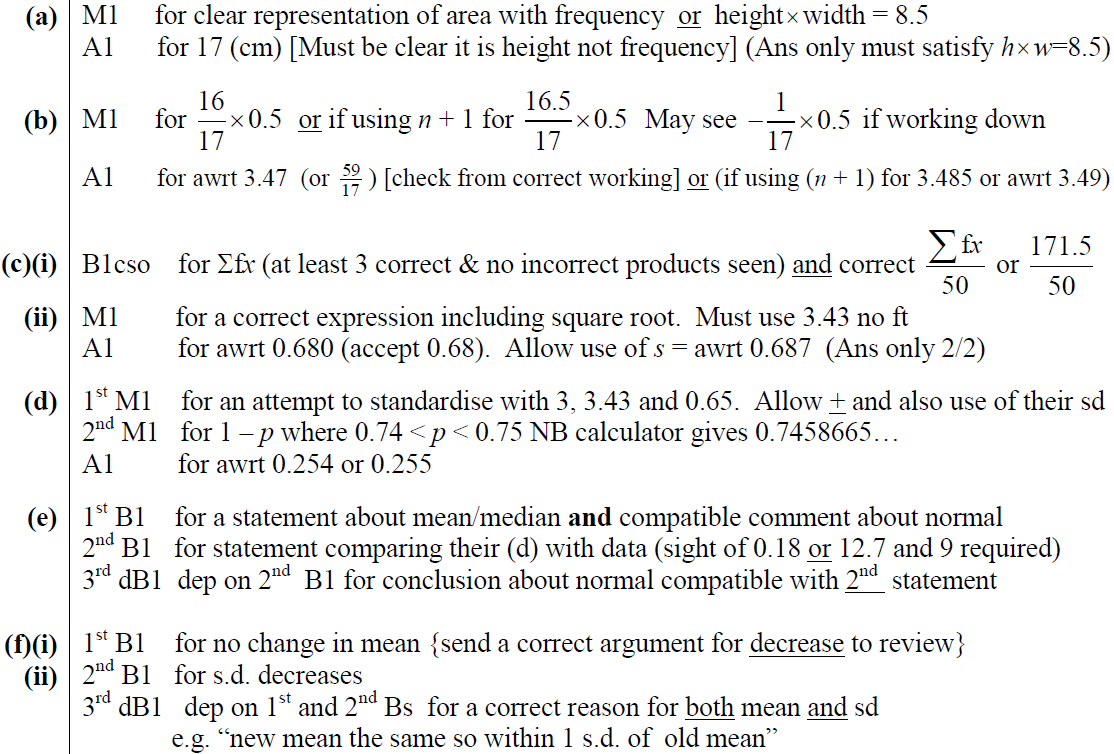 (a) M1 for clear representation of area with frequency or height × width = 8.5
A1 for 17 (cm) [Must be clear it is height not frequency] (Ans only must satisfy h× w=8.5)
(b) M1 for 16/17 × 0.5 or if using n + 1 for 16.5/17 × 0.5 May see − 1/17 × 0.5 if working down
A1 for awrt 3.47 (or 59/17 ) [check from correct working] or (if using (n + 1) for 3.485 or awrt 3.49)
(c)(i) B1cso for Σfx (at least 3 correct & no incorrect products seen) and correct ∑fx/50 or 171.5/50
(ii) M1 for a correct expression including square root. Must use 3.43 no ft
A1 for awrt 0.680 (accept 0.68). Allow use of s = awrt 0.687 (Ans only 2/2)
(d) 1st M1 for an attempt to standardise with 3, 3.43 and 0.65. Allow + and also use of their sd
2nd M1 for 1 – p where 0.74 < p < 0.75 NB calculator gives 0.7458665…
A1 for awrt 0.254 or 0.255
(e) 1st B1 for a statement about mean/median and compatible comment about normal
2nd B1 for statement comparing their (d) with data (sight of 0.18 or 12.7 and 9 required)
3rd dB1 dep on 2nd B1 for conclusion about normal compatible with 2nd statement
(f)(i) 1st B1 for no change in mean {send a correct argument for decrease to review}
(ii) 2nd B1 for s.d. decreases
3rd dB1 dep on 1st and 2nd Bs for a correct reason for both mean and sd
e.g. “new mean the same so within 1 s.d. of old mean”